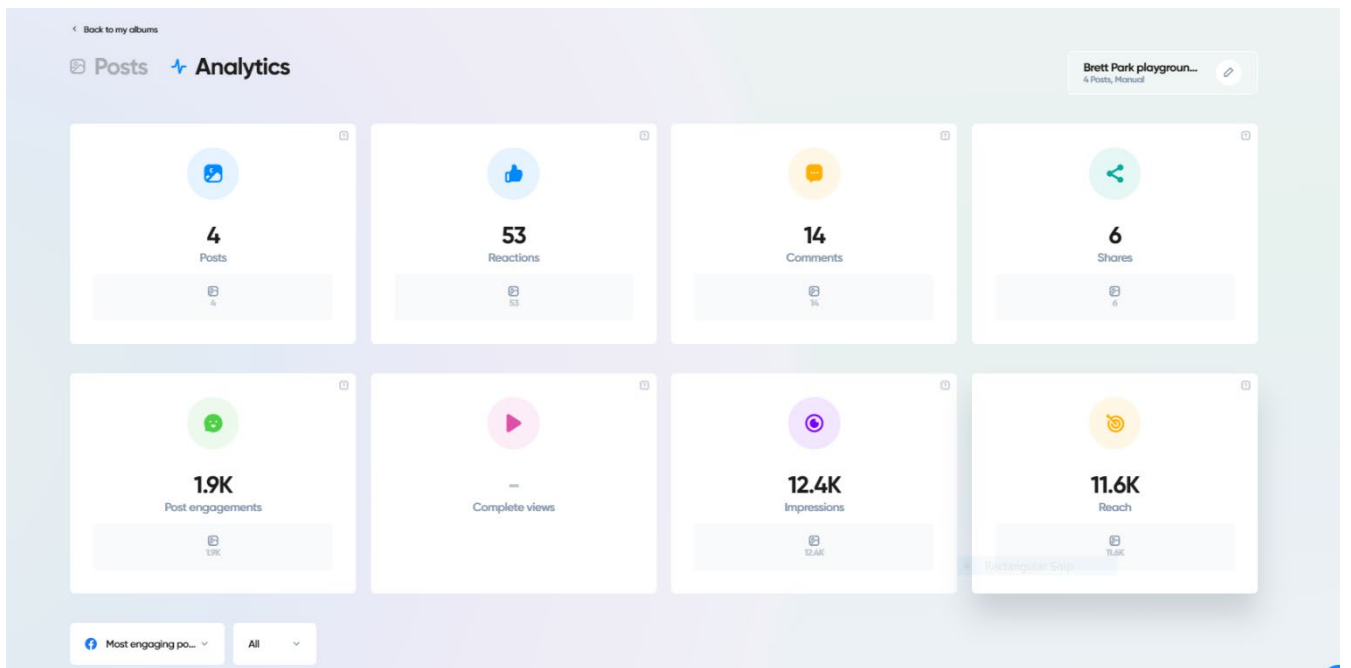 Back to my albums
Posts Analytics
Brett Park playgroun...
4 Posts, Manual
4
Posts
4
53
Reactions
53
14
Comments
14
6
Shares
6
1.9K
Post engagements
1.9K
–
Complete views
12.4K
Impressions
12.4K
11.6K
Reach
11.6K
Rectangular Snip
Most engaging po...
All